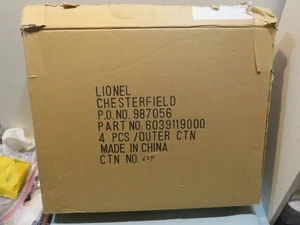 LIONEL
CHESTERFIELD
P.O.NO. 987056
PART NO. 6039119000
4 PCS /OUTER CTN
MADE IN CHINA
CTN NO.